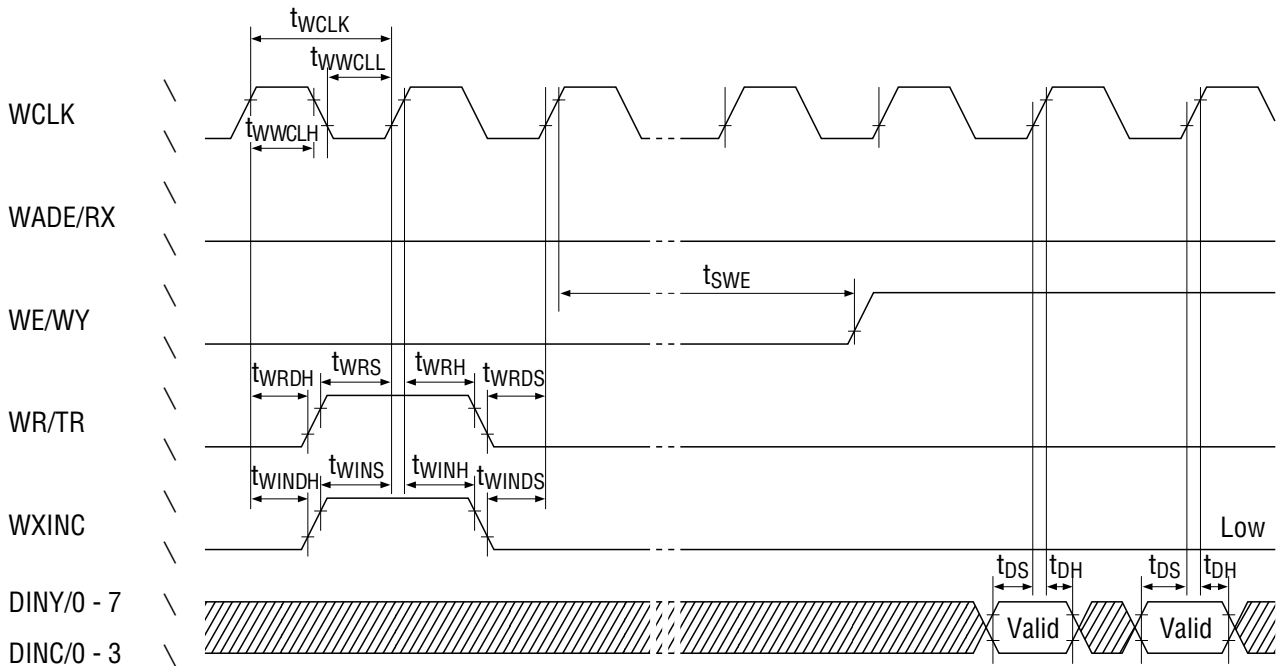 tWCLK
tWWCLL
WCLK
tWWCLH
WADE/RX
tSWE
WE/WY
tWRDH tWRS tWRH tWRDS
WR/TR
tWINDH tWINS tWINH tWINDS
WXINC
Low
tDS tDH tDS tDH
DINY/0 - 7
Valid Valid
DINC/0 - 3